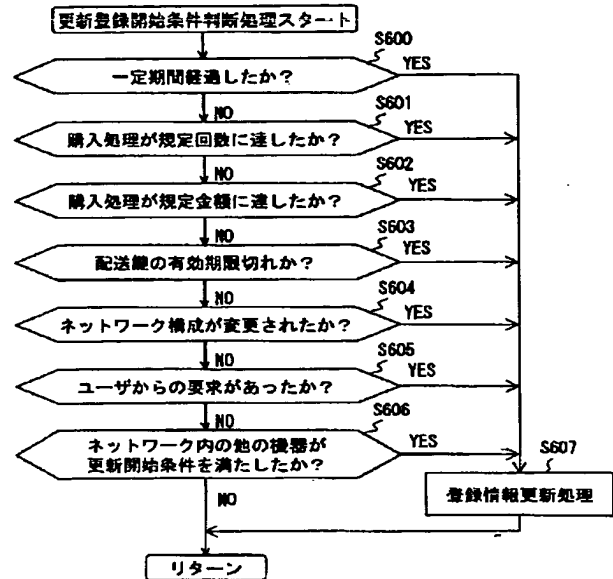 更新登録開始条件判断処理スタート
S600
一定期間経過したか？
YES
NO
S601
購入処理が規定回数に達したか？
YES
NO
S602
購入処理が規定金額に達したか？
YES
NO
S603
配送鍵の有効期限切れか？
YES
NO
S604
ネットワーク構成が変更されたか？
YES
NO
S605
ユーザからの要求があったか？
YES
NO
S606
ネットワーク内の他の機器が
更新開始条件を満たしたか？
YES
NO
S607
登録情報更新処理
リターン